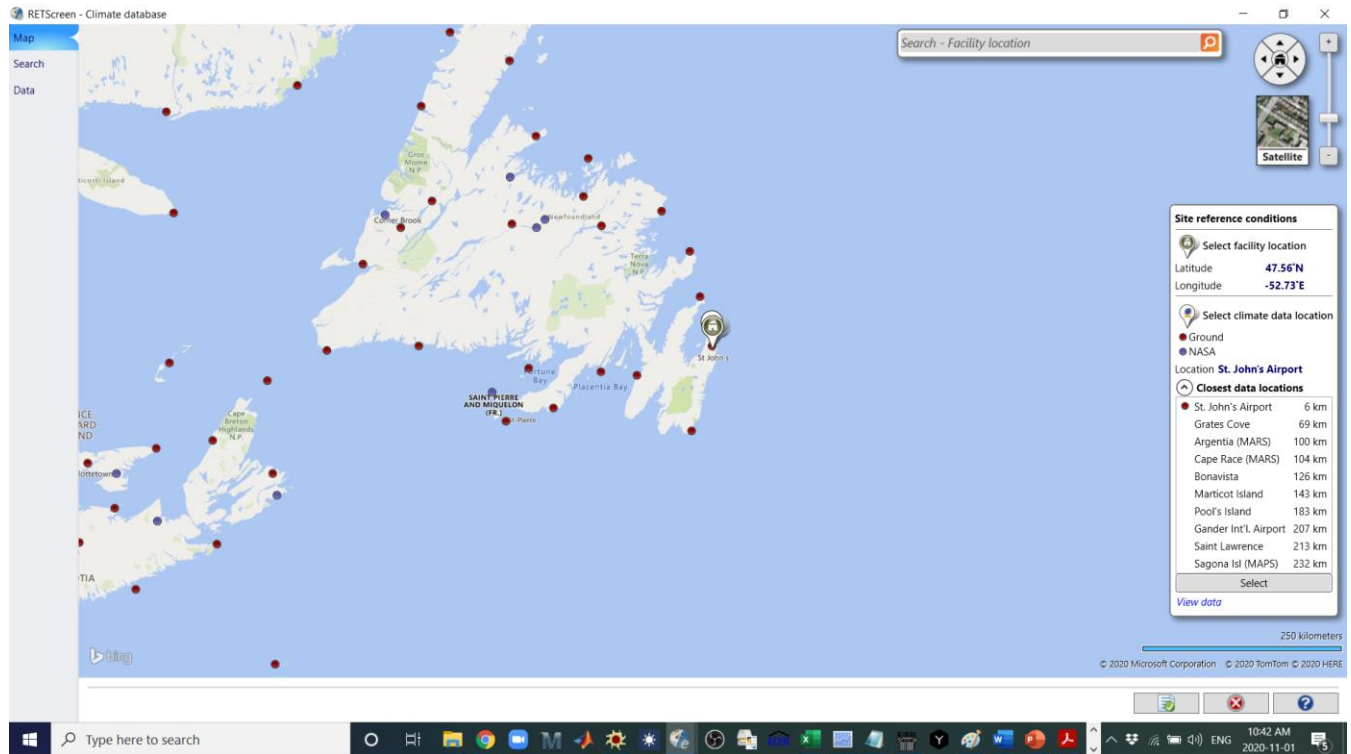 RETScreen - Climate database
Map
Search
Data
Search - Facility location
Satellite
Gros
Morne
N.P.
Corner Brook
Newfoundland
Terra
Nova
N.P.
St John's
Fortune
Bay
Placentia Bay
SAINT PIERRE
AND MIQUELON
(FR.)
Cape
Breton
Highlands
N.P.
bing
Site reference conditions
Select facility location
Latitude 47.56˚N
Longitude -52.73˚E
Select climate data location
Ground
NASA
Location St. John's Airport
Closest data locations
St. John's Airport 6 km
Grates Cove 69 km
Argentia (MARS) 100 km
Cape Race (MARS) 104 km
Bonavista 126 km
Marticot Island 143 km
Pool's Island 183 km
Gander Int'l. Airport 207 km
Saint Lawrence 213 km
Sagona Isl (MAPS) 232 km
Select
View data
250 kilometers
© 2020 Microsoft Corporation © 2020 TomTom © 2020 HERE
Type here to search
ENG
10:42 AM
2020-11-01
5